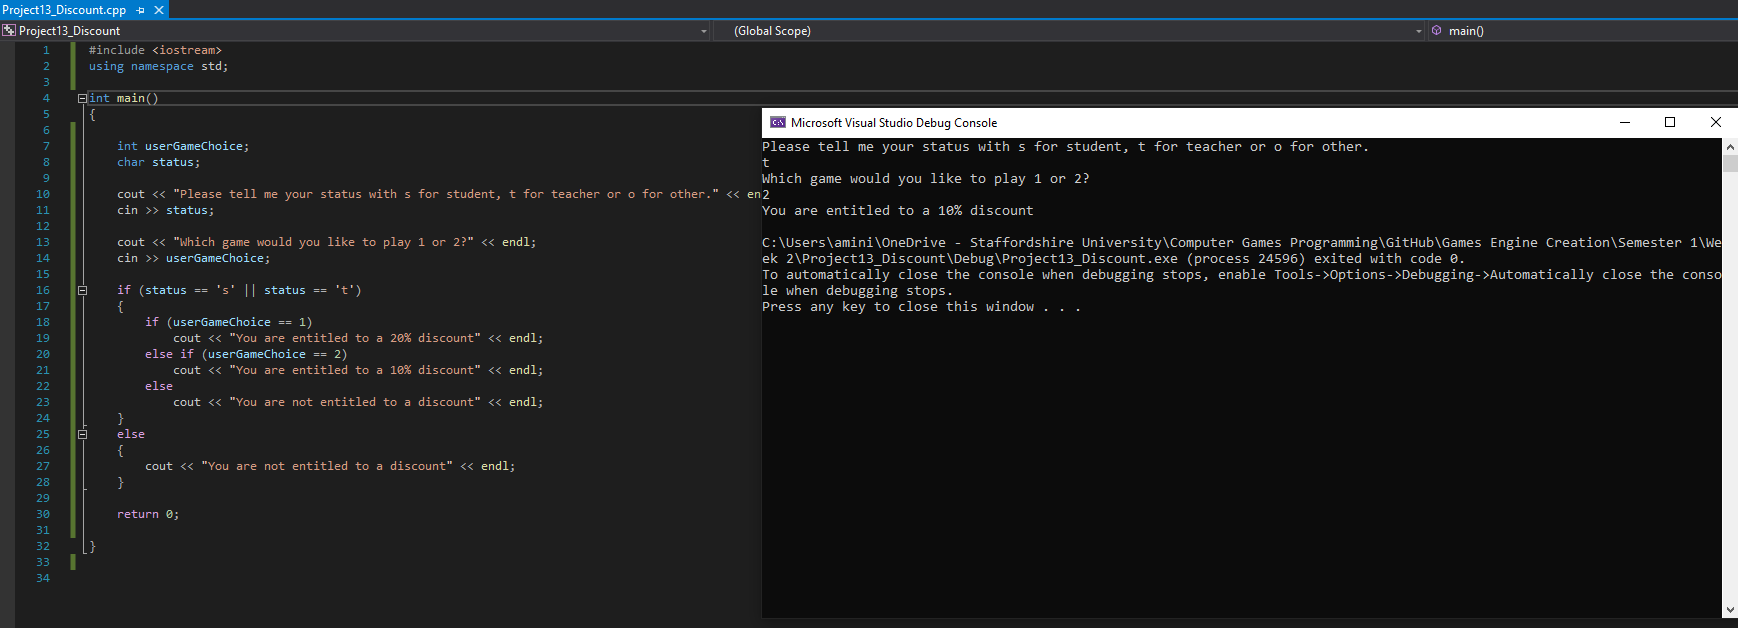 Project13_Discount.cpp
Project13_Discount
(Global Scope)
main()
1 #include <iostream>
2 using namespace std;
3
4 int main()
5 {
6
7 int userGameChoice;
8 char status;
9
10 cout << "Please tell me your status with s for student, t for teacher or o for other." << en
11 cin >> status;
12
13 cout << "Which game would you like to play 1 or 2?" << endl;
14 cin >> userGameChoice;
15
16 if (status == 's' || status == 't')
17 {
18 if (userGameChoice == 1)
19 cout << "You are entitled to a 20% discount" << endl;
20 else if (userGameChoice == 2)
21 cout << "You are entitled to a 10% discount" << endl;
22 else
23 cout << "You are not entitled to a discount" << endl;
24 }
25 else
26 {
27 cout << "You are not entitled to a discount" << endl;
28 }
29
30 return 0;
31
32 }
33
34
C:\ Microsoft Visual Studio Debug Console
Please tell me your status with s for student, t for teacher or o for other.
t
Which game would you like to play 1 or 2?
2
You are entitled to a 10% discount
C:\Users\amini\OneDrive - Staffordshire University\Computer Games Programming\GitHub\Games Engine Creation\Semester 1\We
ek 2\Project13_Discount\Debug\Project13_Discount.exe (process 24596) exited with code 0.
To automatically close the console when debugging stops, enable Tools->Options->Debugging->Automatically close the conso
le when debugging stops.
Press any key to close this window . . .